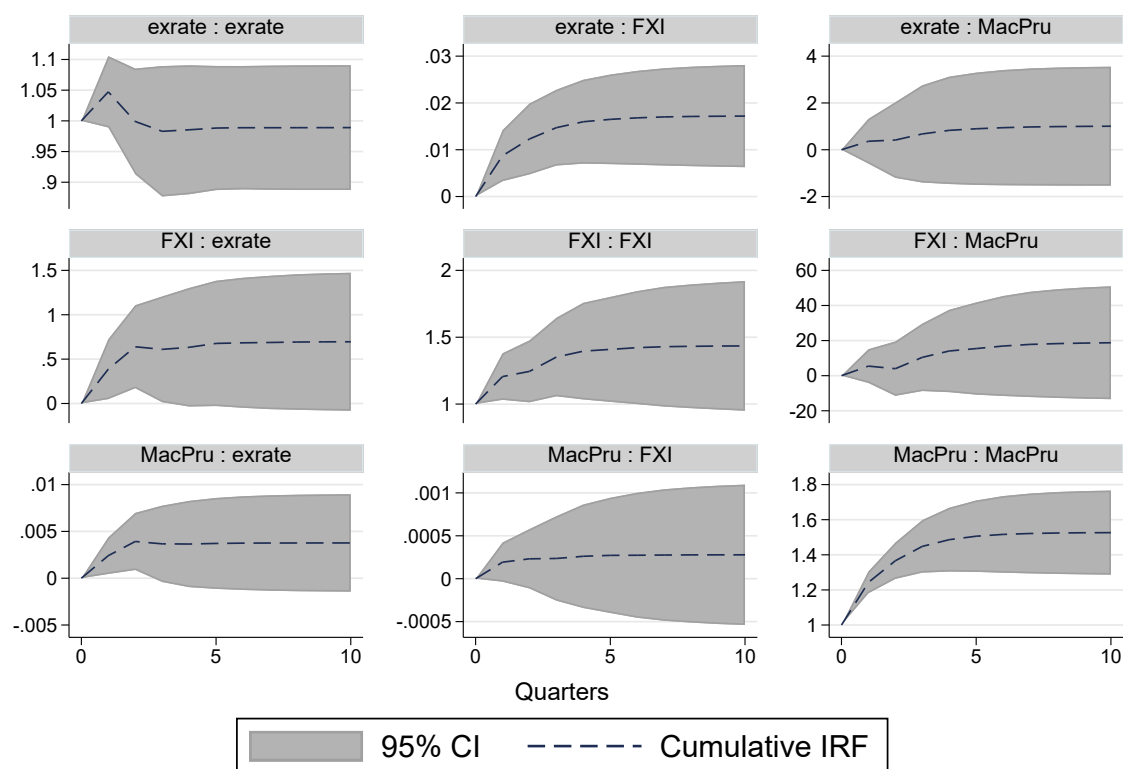 exrate : exrate
1.1
1.05
1
.95
.9
exrate : FXI
.03
.02
.01
0
exrate : MacPru
4
2
0
-2
FXI : exrate
1.5
1
.5
0
FXI : FXI
2
1.5
1
FXI : MacPru
60
40
20
0
-20
MacPru : exrate
.01
.005
0
-.005
0 5 10
MacPru : FXI
.001
.0005
0
-.0005
0 5 10
MacPru : MacPru
1.8
1.6
1.4
1.2
1
0 5 10
Quarters
95% CI Cumulative IRF